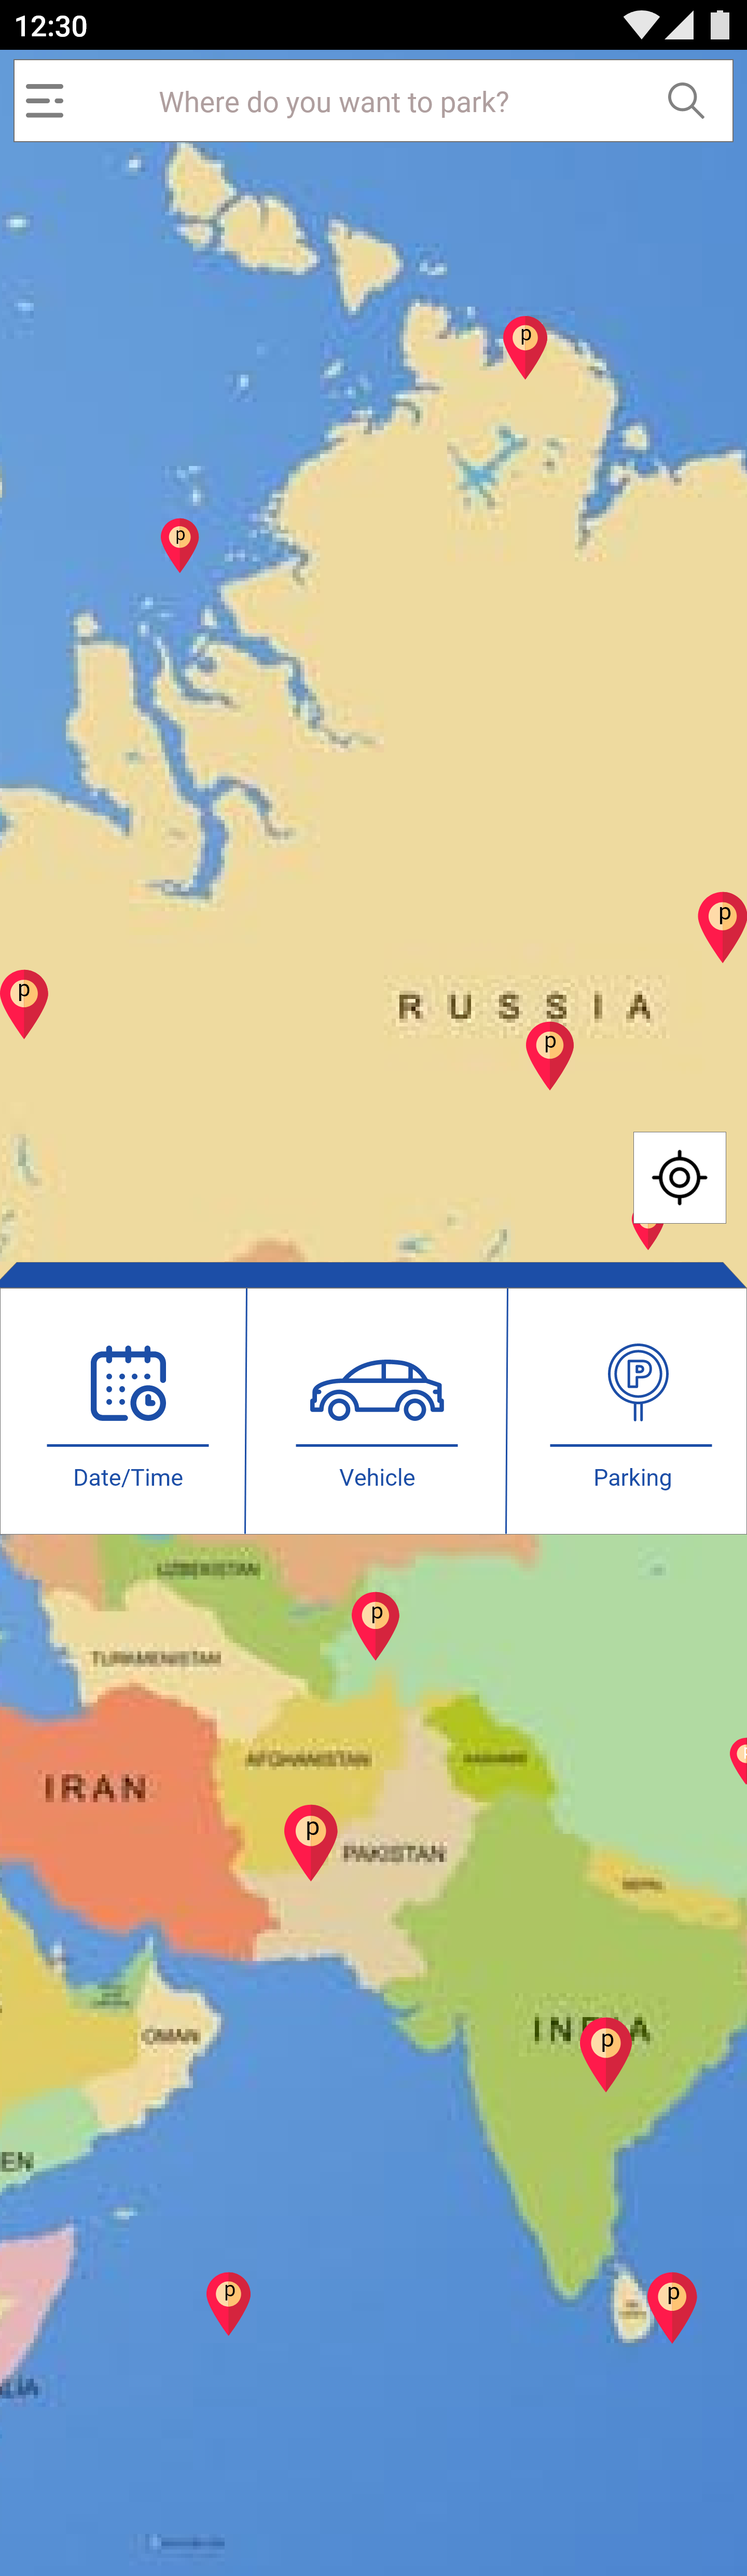 12:30
Where do you want to park?
p
p
p
p
RUSSIA
p
Date/Time
Vehicle
Parking
UZBEKISTAN
p
TURKMENISTAN
AFGHANISTAN
IRAN
p
PAKISTAN
NEPAL
INDIA
p
OMAN
EN
p
p
LIA